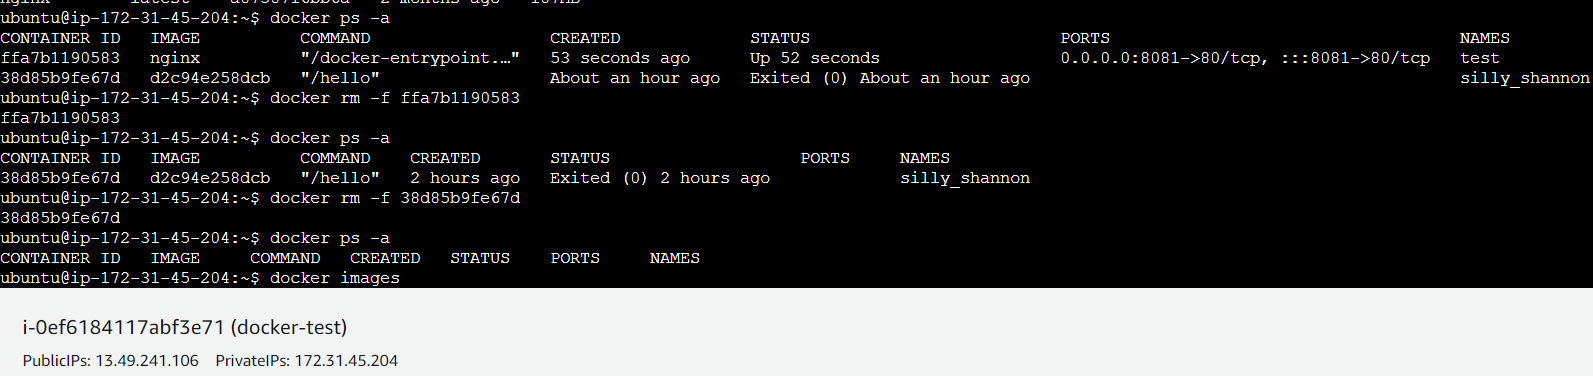 nginx latest a8758716bb6a 2 months ago 187MB
ubuntu@ip-172-31-45-204:~$ docker ps -a
CONTAINER ID IMAGE COMMAND CREATED STATUS PORTS NAMES
ffa7b1190583 nginx "/docker-entrypoint.…" 53 seconds ago Up 52 seconds 0.0.0.0:8081->80/tcp, :::8081->80/tcp test
38d85b9fe67d d2c94e258dcb "/hello" About an hour ago Exited (0) About an hour ago silly_shannon
ubuntu@ip-172-31-45-204:~$ docker rm -f ffa7b1190583
ffa7b1190583
ubuntu@ip-172-31-45-204:~$ docker ps -a
CONTAINER ID IMAGE COMMAND CREATED STATUS PORTS NAMES
38d85b9fe67d d2c94e258dcb "/hello" 2 hours ago Exited (0) 2 hours ago silly_shannon
ubuntu@ip-172-31-45-204:~$ docker rm -f 38d85b9fe67d
38d85b9fe67d
ubuntu@ip-172-31-45-204:~$ docker ps -a
CONTAINER ID IMAGE COMMAND CREATED STATUS PORTS NAMES
ubuntu@ip-172-31-45-204:~$ docker images
i-0ef6184117abf3e71 (docker-test)
PublicIPs: 13.49.241.106 PrivateIPs: 172.31.45.204